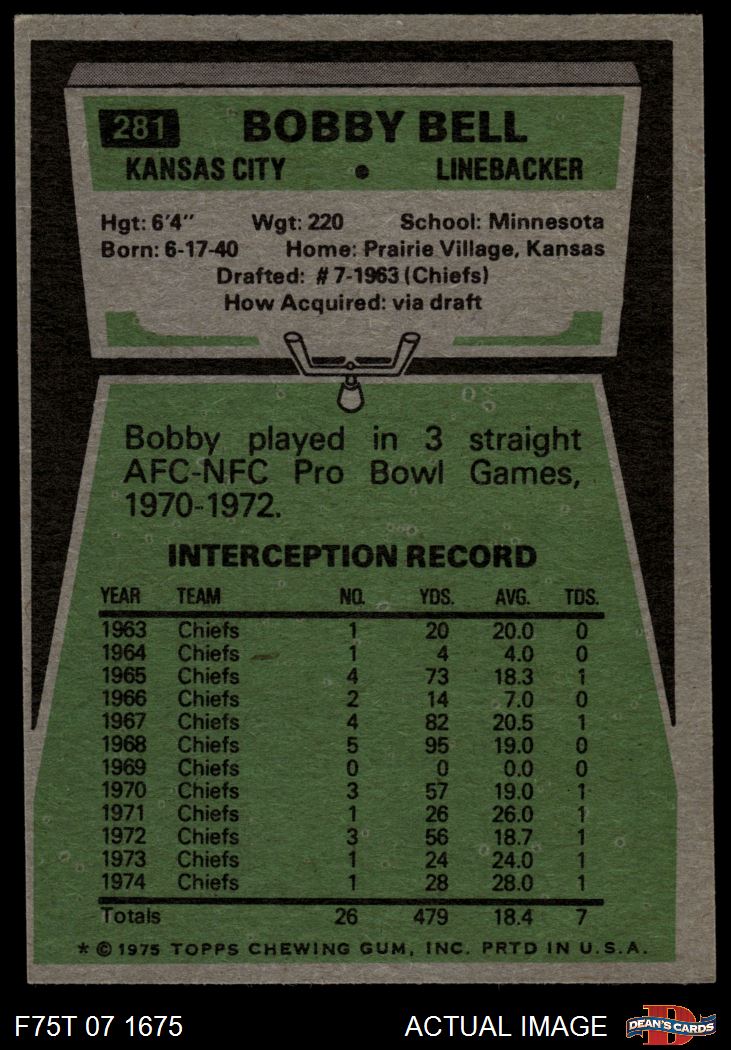 281 BOBBY BELL
KANSAS CITY • LINEBACKER
Hgt: 6'4" Wgt: 220 School: Minnesota
Born: 6-17-40 Home: Prairie Village, Kansas
Drafted: #7-1963 (Chiefs)
How Acquired: via draft
Bobby played in 3 straight
AFC-NFC Pro Bowl Games,
1970-1972.
INTERCEPTION RECORD
YEAR TEAM NO. YDS. AVG. TDS.
1963 Chiefs 1 20 20.0 0
1964 Chiefs 1 4 4.0 0
1965 Chiefs 4 73 18.3 1
1966 Chiefs 2 14 7.0 0
1967 Chiefs 4 82 20.5 1
1968 Chiefs 5 95 19.0 0
1969 Chiefs 0 0 0.0 0
1970 Chiefs 3 57 19.0 1
1971 Chiefs 1 26 26.0 1
1972 Chiefs 3 56 18.7 1
1973 Chiefs 1 24 24.0 1
1974 Chiefs 1 28 28.0 1
Totals 26 479 18.4 7
* © 1975 TOPPS CHEWING GUM, INC. PRTD IN U.S.A.
F75T 07 1675 ACTUAL IMAGE D DEAN'S CARDS